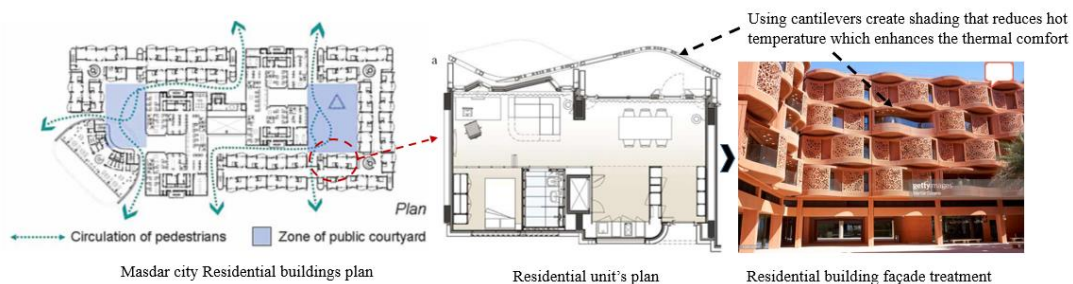 Using cantilevers create shading that reduces hot
temperature which enhances the thermal comfort
a
Plan
Circulation of pedestrians
Zone of public courtyard
gettyimages
Masdar city Residential buildings plan
Residential unit's plan
Residential building façade treatment